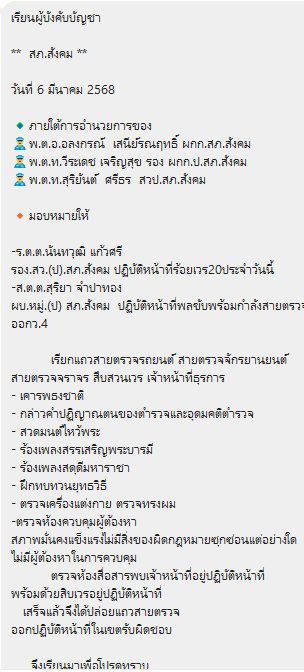 เรียนผู้บังคับบัญชา
** สภ.สังคม **
วันที่ 6 มีนาคม 2568
🔹ภายใต้การอำนวยการของ
👮พ.ต.อ.อลงกรณ์ เสนีย์รณฤทธิ์ ผกก.สภ.สังคม
👮พ.ต.ท.วีระเดช เจริญสุข รอง ผกก.ป.สภ.สังคม
👮พ.ต.ท.สุริยันต์ ศรีธร สวป.สภ.สังคม
🔸มอบหมายให้
-ร.ต.ต.นันทวุฒิ แก้วศรี
รอง.สว.(ป).สภ.สังคม ปฏิบัติหน้าที่ร้อยเวร20ประจำวันนี้
-ส.ต.ต.สุริยา จำปาทอง
ผบ.หมู่.(ป) สภ.สังคม ปฏิบัติหน้าที่พลขับพร้อมกำลังสายตรวจ
ออกว.4
เรียกแถวสายตรวจรถยนต์ สายตรวจจักรยานยนต์
สายตรวจจราจร สืบสวนเวร เจ้าหน้าที่ธุรการ
- เคารพธงชาติ
- กล่าวคำปฏิญาณตนของตำรวจและอุดมคติตำรวจ
- สวดมนต์ไหว้พระ
- ร้องเพลงสรรเสริญพระบารมี
- ร้องเพลงสดุดีมหาราชา
- ฝึกทบทวนยุทธวิธี
- ตรวจเครื่องแต่งกาย ตรวจทรงผม
-ตรวจห้องควบคุมผู้ต้องหา
สภาพมั่นคงแข็งแรงไม่มีสิ่งของผิดกฎหมายซุกซ่อนแต่อย่างใด
ไม่มีผู้ต้องหาในการควบคุม
ตรวจห้องสื่อสารพบเจ้าหน้าที่อยู่ปฏิบัติหน้าที่
พร้อมด้วยสิบเวรอยู่ปฏิบัติหน้าที่
เสร็จแล้วจึงได้ปล่อยแถวสายตรวจ
ออกปฏิบัติหน้าที่ในเขตรับผิดชอบ
จึงเรียนมาเพื่อโปรดทราบ